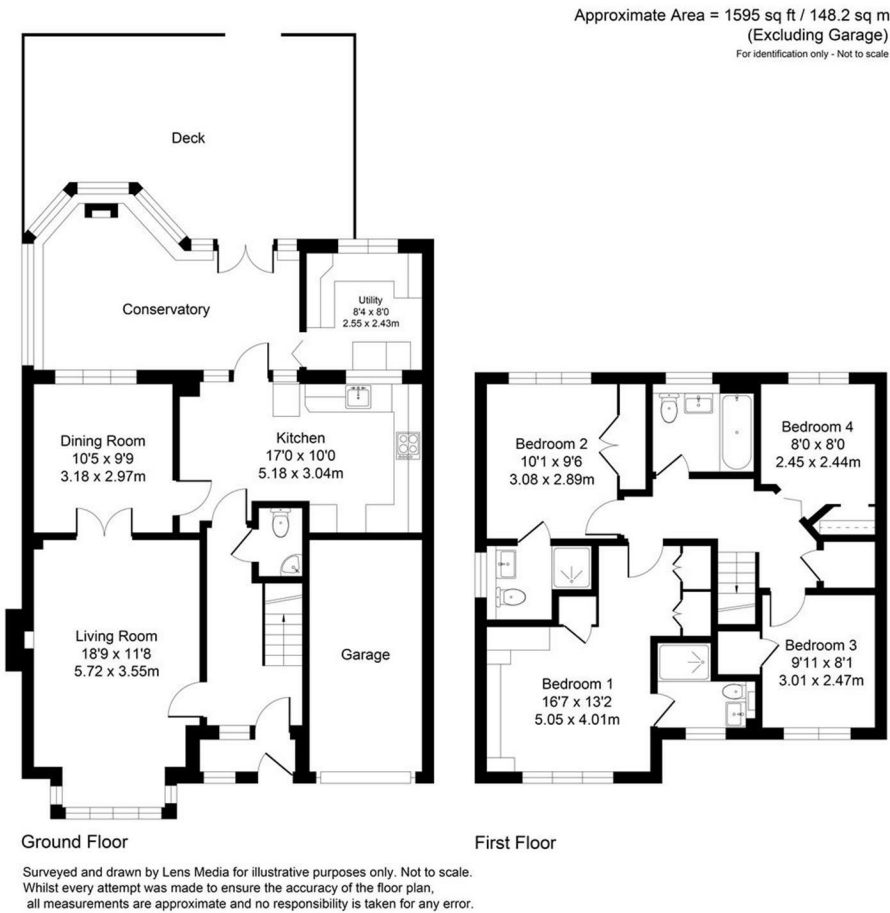 Approximate Area = 1595 sq ft / 148.2 sq m
(Excluding Garage)
For identification only - Not to scale
Deck
Conservatory
Utility
8'4 x 8'0
2.55 x 2.43m
Dining Room
10'5 x 9'9
3.18 x 2.97m
Kitchen
17'0 x 10'0
5.18 x 3.04m
Living Room
18'9 x 11'8
5.72 x 3.55m
Garage
Ground Floor
Bedroom 2
10'1 x 9'6
3.08 x 2.89m
Bedroom 4
8'0 x 8'0
2.45 x 2.44m
Bedroom 1
16'7 x 13'2
5.05 x 4.01m
Bedroom 3
9'11 x 8'1
3.01 x 2.47m
First Floor
Surveyed and drawn by Lens Media for illustrative purposes only. Not to scale.
Whilst every attempt was made to ensure the accuracy of the floor plan,
all measurements are approximate and no responsibility is taken for any error.